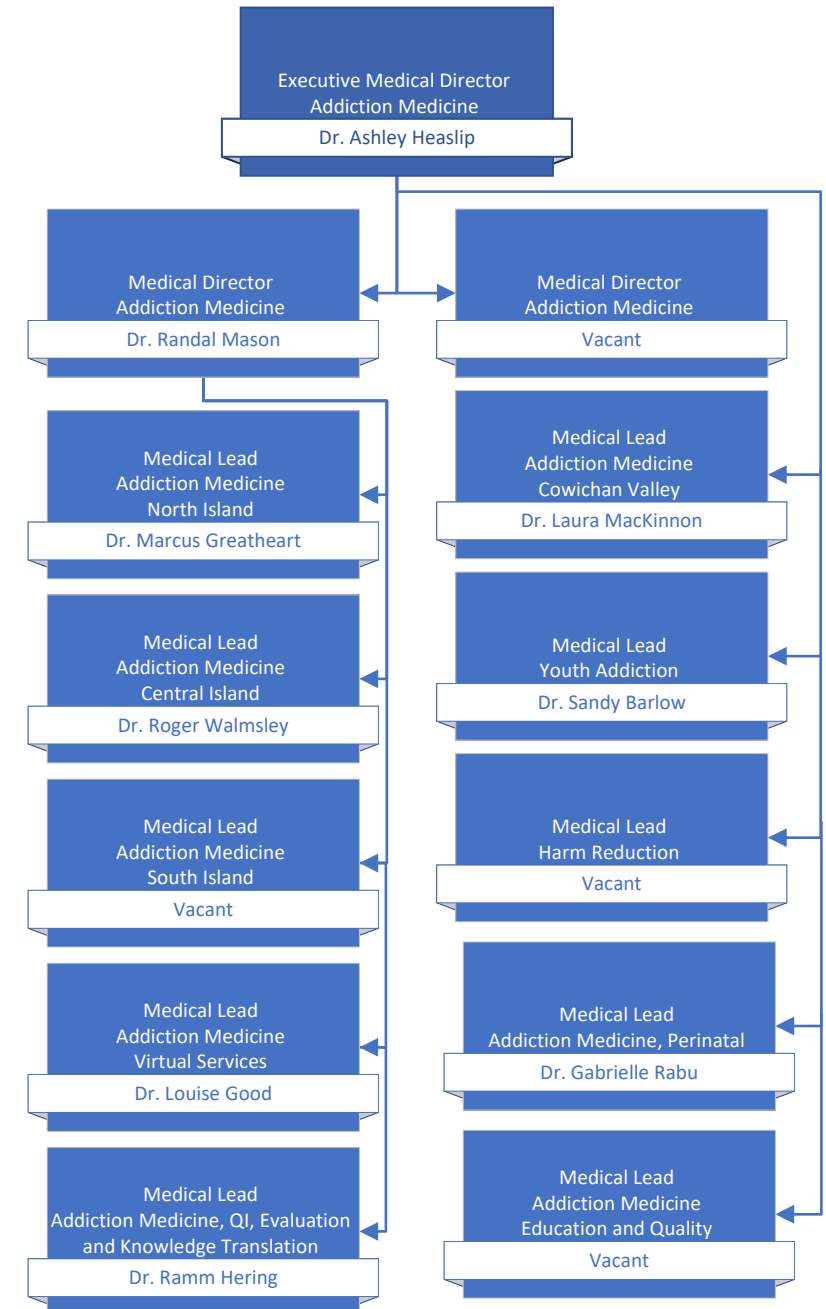 Executive Medical Director
Addiction Medicine
Dr. Ashley Heaslip
Medical Director
Addiction Medicine
Dr. Randal Mason
Medical Director
Addiction Medicine
Vacant
Medical Lead
Addiction Medicine
North Island
Dr. Marcus Greatheart
Medical Lead
Addiction Medicine
Central Island
Dr. Roger Walmsley
Medical Lead
Addiction Medicine
South Island
Vacant
Medical Lead
Addiction Medicine
Virtual Services
Dr. Louise Good
Medical Lead
Addiction Medicine, QI, Evaluation
and Knowledge Translation
Dr. Ramm Hering
Medical Lead
Addiction Medicine
Cowichan Valley
Dr. Laura MacKinnon
Medical Lead
Youth Addiction
Dr. Sandy Barlow
Medical Lead
Harm Reduction
Vacant
Medical Lead
Addiction Medicine, Perinatal
Dr. Gabrielle Rabu
Medical Lead
Addiction Medicine
Education and Quality
Vacant